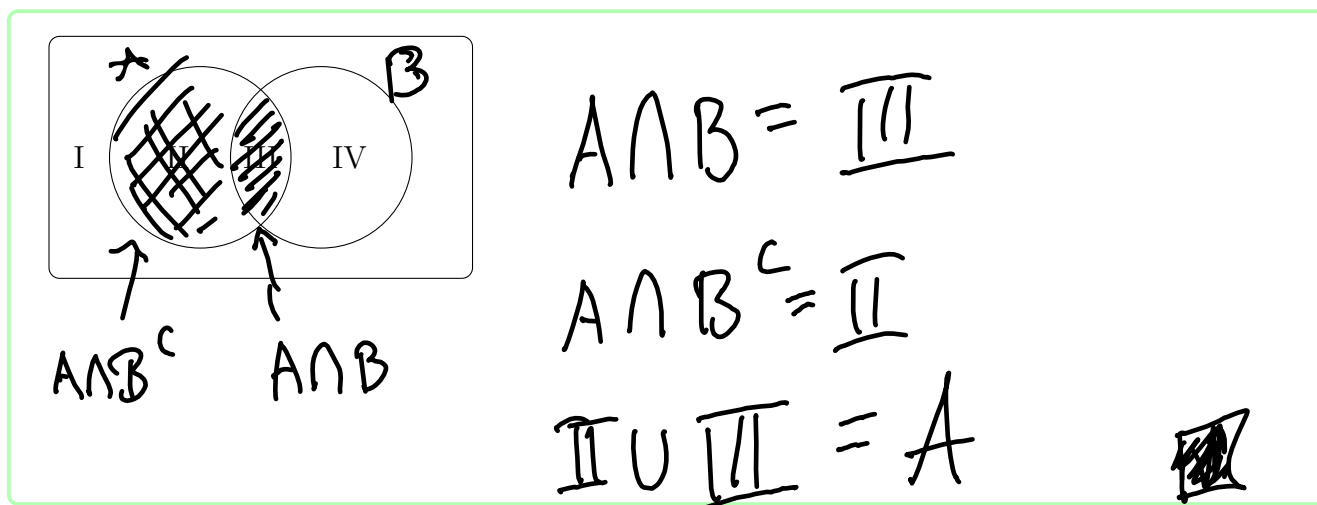 A
B
I II III IV
A∩B^C
A∩B
A∩B = III
A∩B^C = II
II ∪ III = A